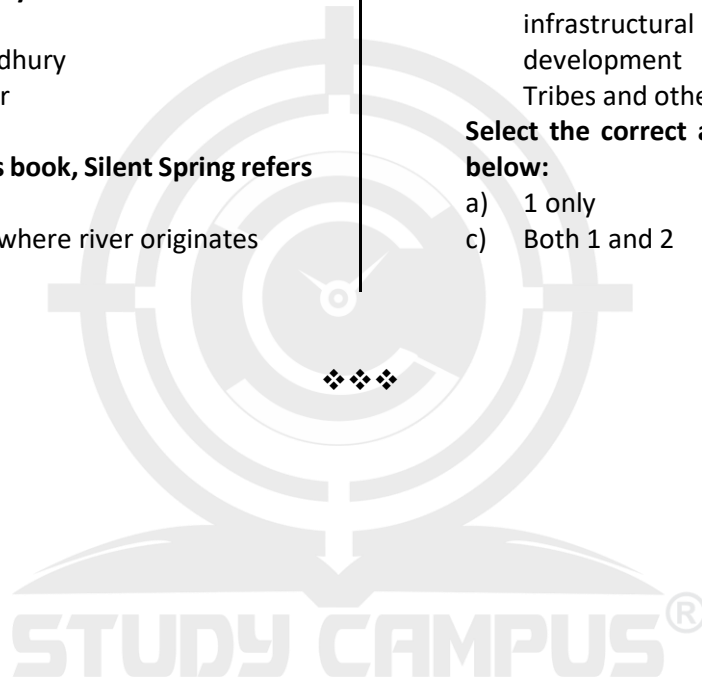 dhury
r
s book, Silent Spring refers
where river originates
infrastructural
development
Tribes and othe
Select the correct a
below:
a) 1 only
c) Both 1 and 2
❖❖❖
STUDY CAMPUS®